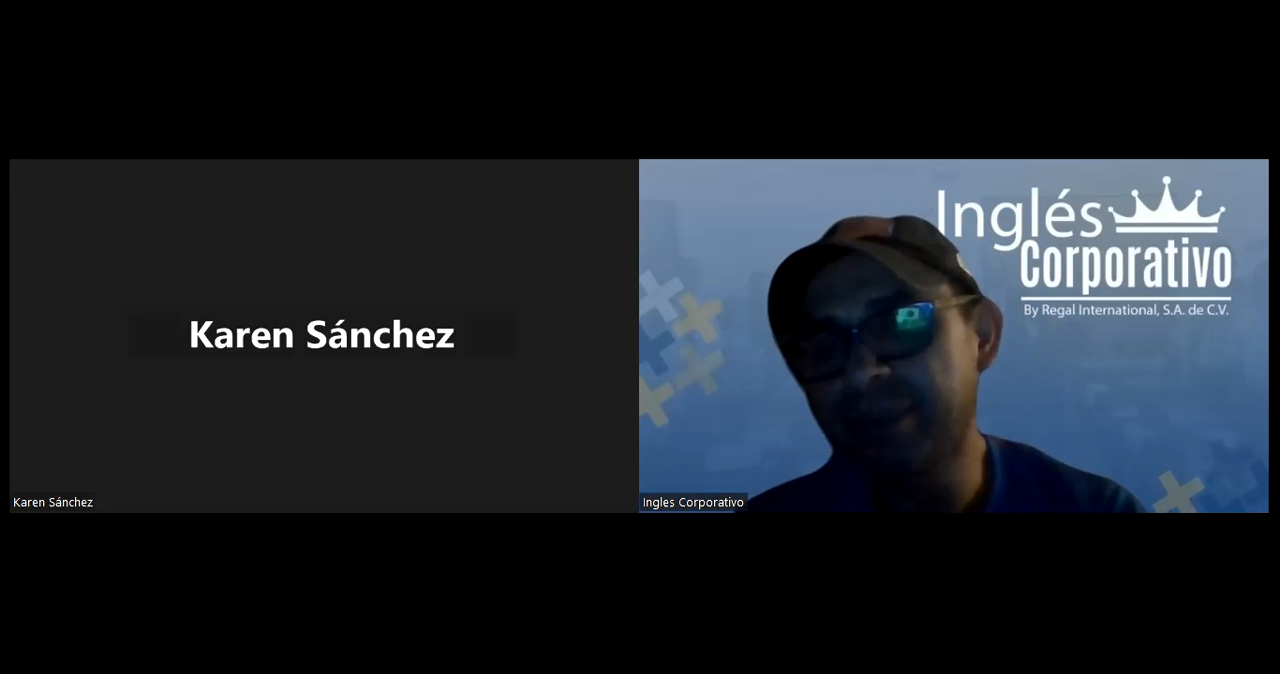 Karen Sánchez
Karen Sánchez
Inglés
Corporativo
By Regal International, S.A. de C.V.
Ingles Corporativo